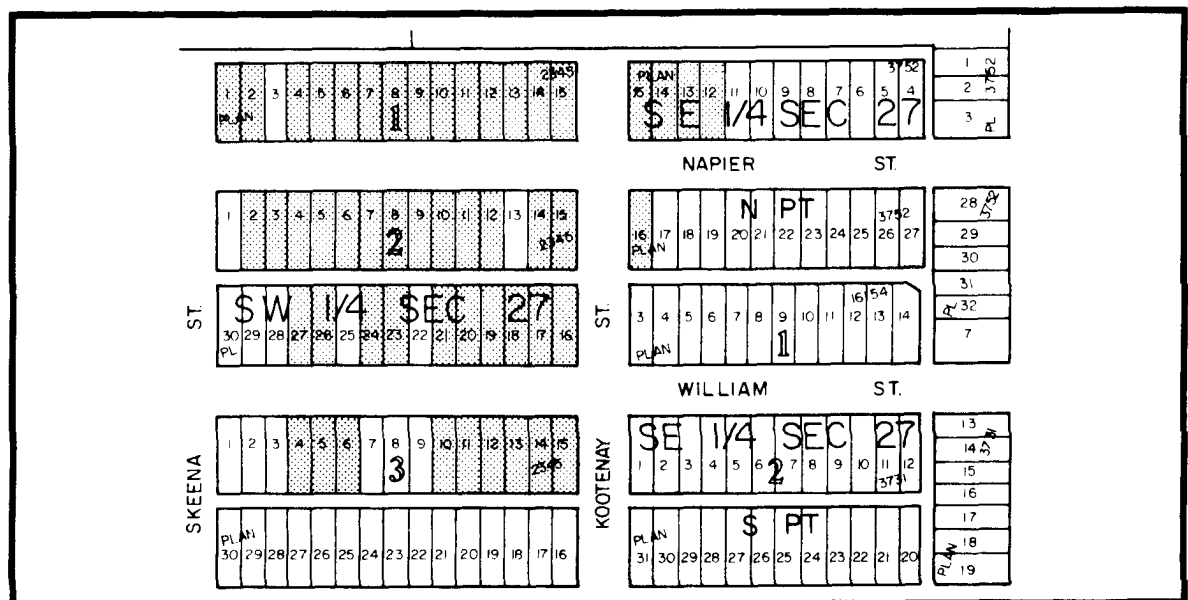 1 2 3 4 5 6 7 8 9 10 11 12 13 14 15
PLAN 2345
1
PLAN 3752
15 14 13 12 11 10 9 8 7 6 5 4
SE 1/4 SEC 27
1
2
3
PL 3752
NAPIER ST.
1 2 3 4 5 6 7 8 9 10 11 12 13 14 15
2
2345
N PT
3752
16 17 18 19 20 21 22 23 24 25 26 27
PLAN
28
29
30
31
32
7
3752
PL
ST.
SW 1/4 SEC 27
30 29 28 27 26 25 24 23 22 21 20 19 18 17 16
PL
ST.
16154
3 4 5 6 7 8 9 10 11 12 13 14
PLAN
1
WILLIAM ST.
SKEENA
1 2 3 4 5 6 7 8 9 10 11 12 13 14 15
3
2345
KOOTENAY
SE 1/4 SEC 27
1 2 3 4 5 6 7 8 9 10 11 12
2
3731
13
14
15
16
17
18
19
3731
PLAN
PLAN
30 29 28 27 26 25 24 23 22 21 20 19 18 17 16
S PT
PLAN
31 30 29 28 27 26 25 24 23 22 21 20